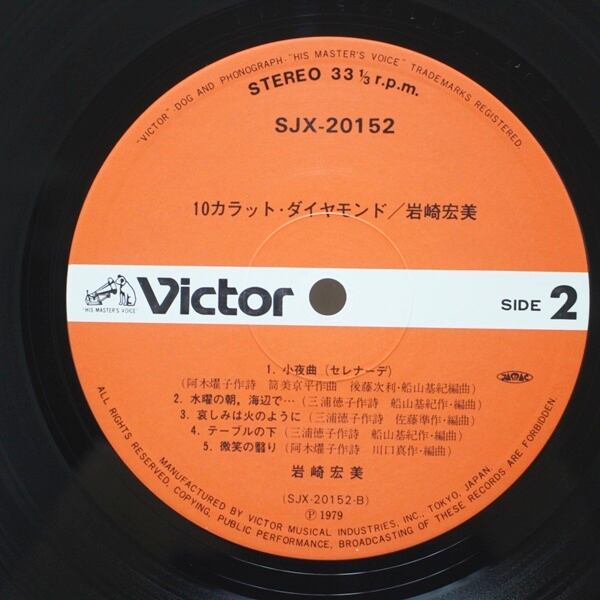 "VICTOR"-DOG AND PHONOGRAPH-"HIS MASTER'S VOICE" TRADEMARKS REGISTERED.
STEREO 33 1/3 r.p.m.
SJX-20152
10カラット・ダイヤモンド／岩崎宏美
"HIS MASTER'S VOICE"
Victor
SIDE 2
1. 小夜曲 (セレナーデ)
(阿木燿子作詩 筒美京平作曲 後藤次利・船山基紀編曲)
2. 水曜の朝，海辺で… (三浦徳子作詩 船山基紀作・編曲)
3. 哀しみは火のように (三浦徳子作詩 佐藤準作・編曲)
4. テーブルの下 (三浦徳子作詩 船山基紀作・編曲)
5. 微笑の翳り (阿木燿子作詩 川口真作・編曲)
JASRAC
岩崎宏美
(SJX-20152-B)
Ⓟ1979
ALL RIGHTS RESERVED, COPYING, PUBLIC PERFORMANCE, BROADCASTING OF THESE RECORDS ARE FORBIDDEN.
MANUFACTURED BY VICTOR MUSICAL INDUSTRIES, INC., TOKYO, JAPAN.